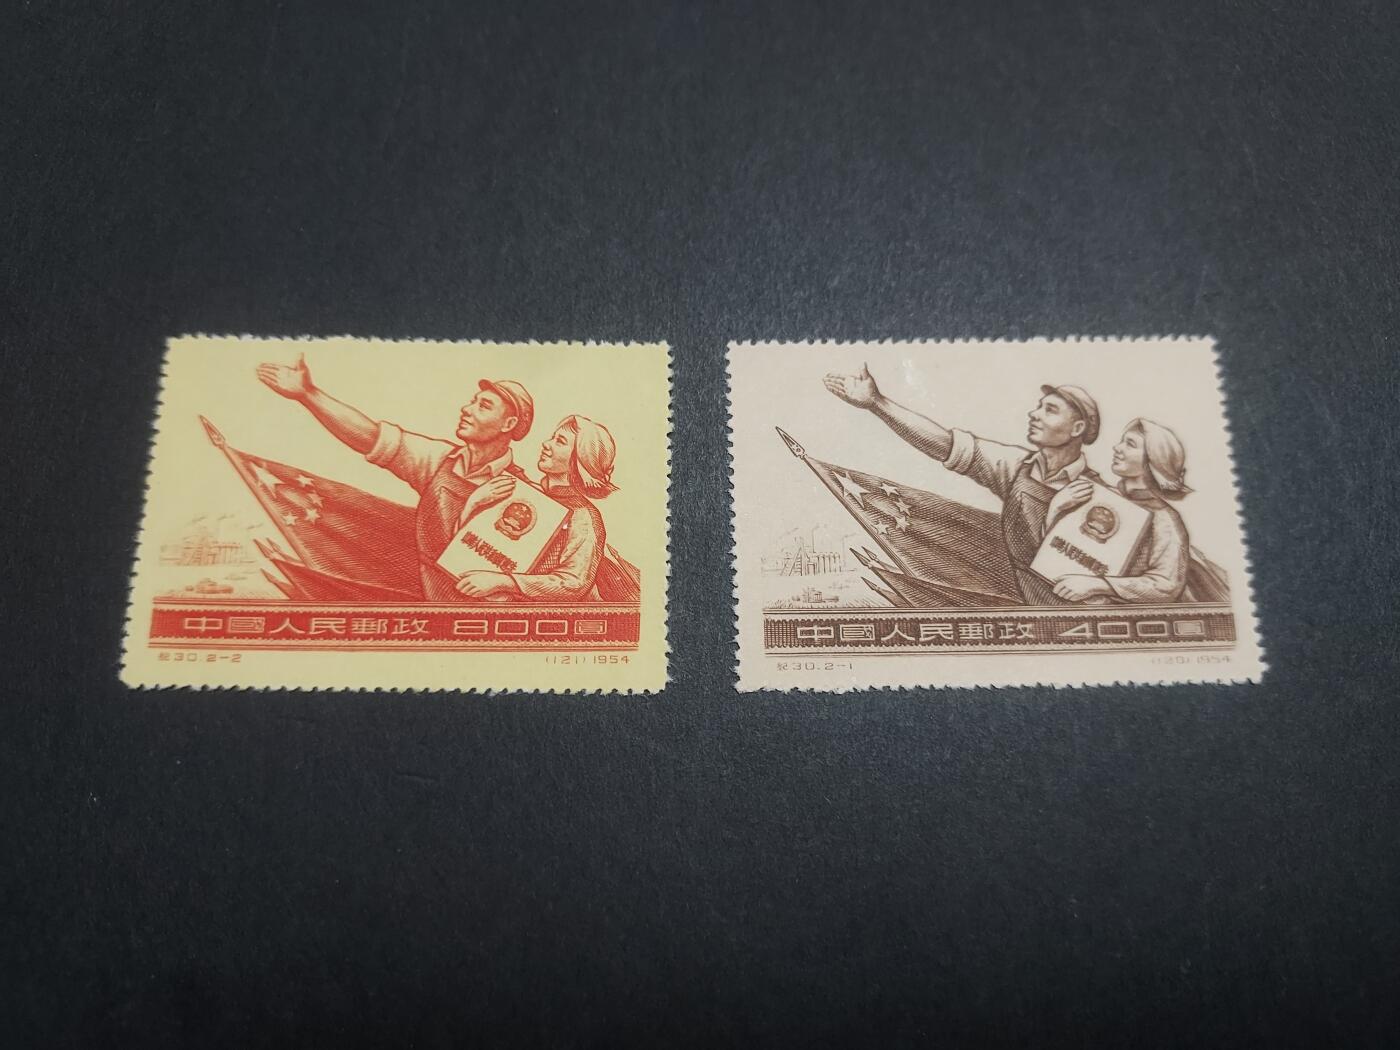 中國人民郵政 800圓
紀30.2-2 (121) 1954
中國人民郵政 400圓
紀30.2-1 (120) 1954